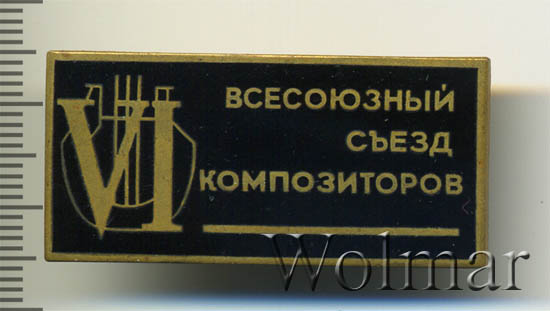 VI
ВСЕСОЮЗНЫЙ
СЪЕЗД
КОМПОЗИТОРОВ
Wolmar